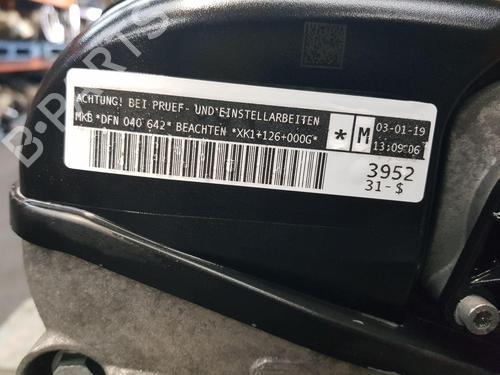 ACHTUNG! BEI PRUEF- UND EINSTELLARBEITEN
MKB *DFN 040 642* BEACHTEN *XK1+126+000G*
* M 03-01-19
13:09:06
3952
31-$
B-PARTS